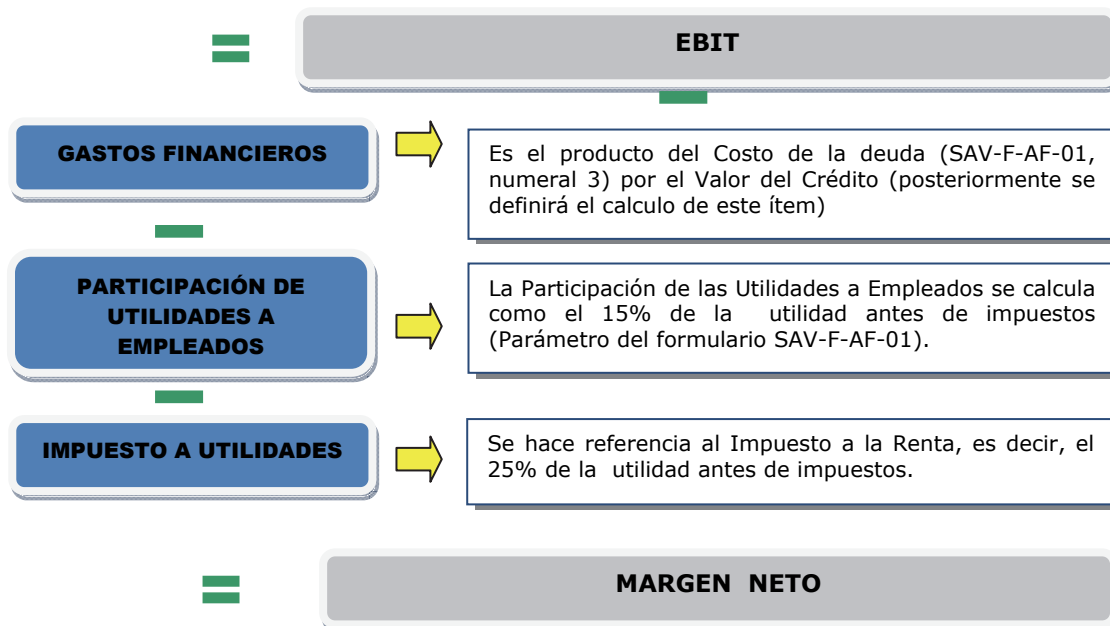 EBIT
GASTOS FINANCIEROS
Es el producto del Costo de la deuda (SAV-F-AF-01,
numeral 3) por el Valor del Crédito (posteriormente se
definirá el calculo de este ítem)
PARTICIPACIÓN DE
UTILIDADES A
EMPLEADOS
La Participación de las Utilidades a Empleados se calcula
como el 15% de la utilidad antes de impuestos
(Parámetro del formulario SAV-F-AF-01).
IMPUESTO A UTILIDADES
Se hace referencia al Impuesto a la Renta, es decir, el
25% de la utilidad antes de impuestos.
MARGEN NETO